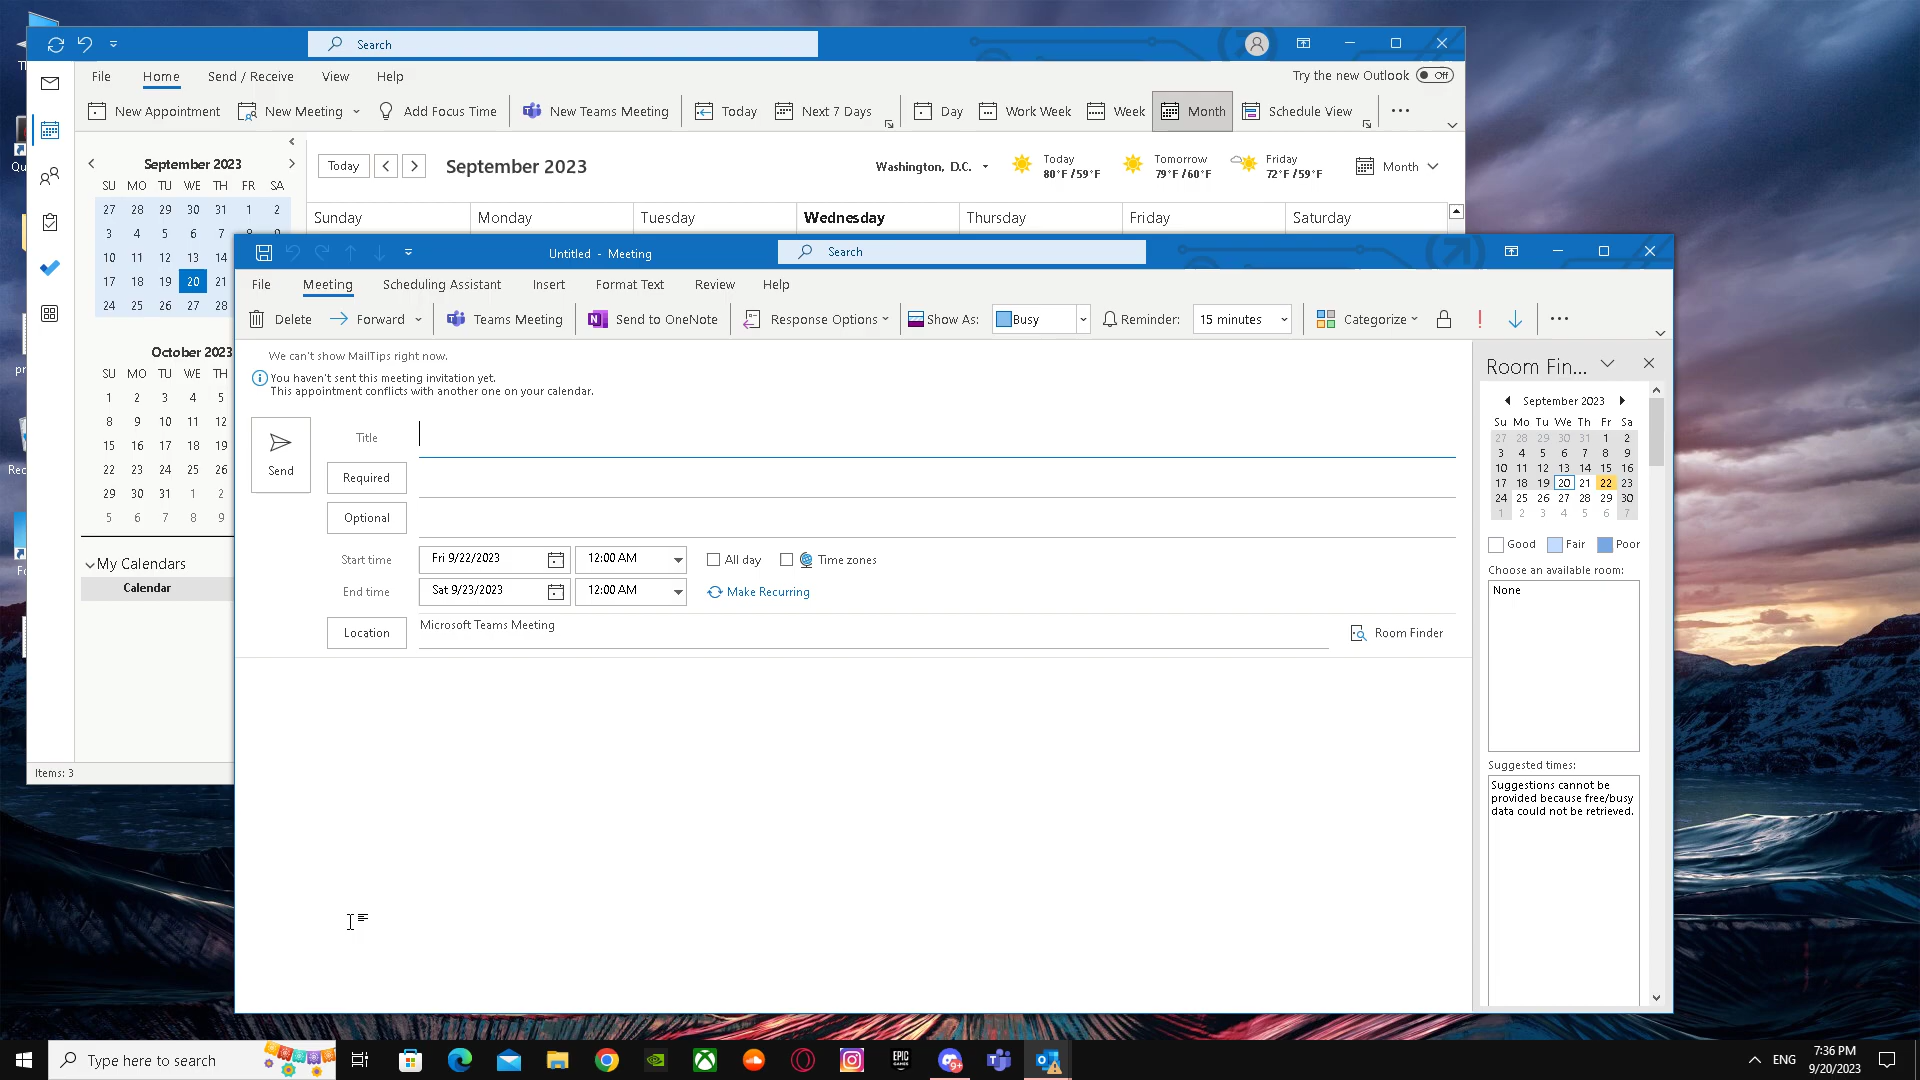 Search
File Home Send / Receive View Help
Try the new Outlook Off
New Appointment New Meeting Add Focus Time New Teams Meeting Today Next 7 Days Day Work Week Week Month Schedule View ...
September 2023
SU MO TU WE TH FR SA
27 28 29 30 31 1 2
3 4 5 6 7 8 9
10 11 12 13 14
17 18 19 20 21
24 25 26 27 28
October 2023
SU MO TU WE TH
1 2 3 4 5
8 9 10 11 12
15 16 17 18 19
22 23 24 25 26
29 30 31 1 2
5 6 7 8 9
My Calendars
Calendar
Items: 3
Today September 2023
Washington, D.C.
Today
80°F / 59°F
Tomorrow
79°F / 60°F
Friday
72°F / 59°F
Month
Sunday Monday Tuesday Wednesday Thursday Friday Saturday
Untitled - Meeting
Search
File Meeting Scheduling Assistant Insert Format Text Review Help
Delete Forward Teams Meeting Send to OneNote Response Options Show As: Busy Reminder: 15 minutes Categorize ! ...
We can't show MailTips right now.
You haven't sent this meeting invitation yet.
This appointment conflicts with another one on your calendar.
Send
Title
Required
Optional
Start time Fri 9/22/2023 12:00 AM All day Time zones
End time Sat 9/23/2023 12:00 AM Make Recurring
Location Microsoft Teams Meeting Room Finder
Room Fin...
September 2023
Su Mo Tu We Th Fr Sa
27 28 29 30 31 1 2
3 4 5 6 7 8 9
10 11 12 13 14 15 16
17 18 19 20 21 22 23
24 25 26 27 28 29 30
1 2 3 4 5 6 7
Good Fair Poor
Choose an available room:
None
Suggested times:
Suggestions cannot be
provided because free/busy
data could not be retrieved.
Type here to search
EPIC
GAMES
9+
ENG
7:36 PM
9/20/2023